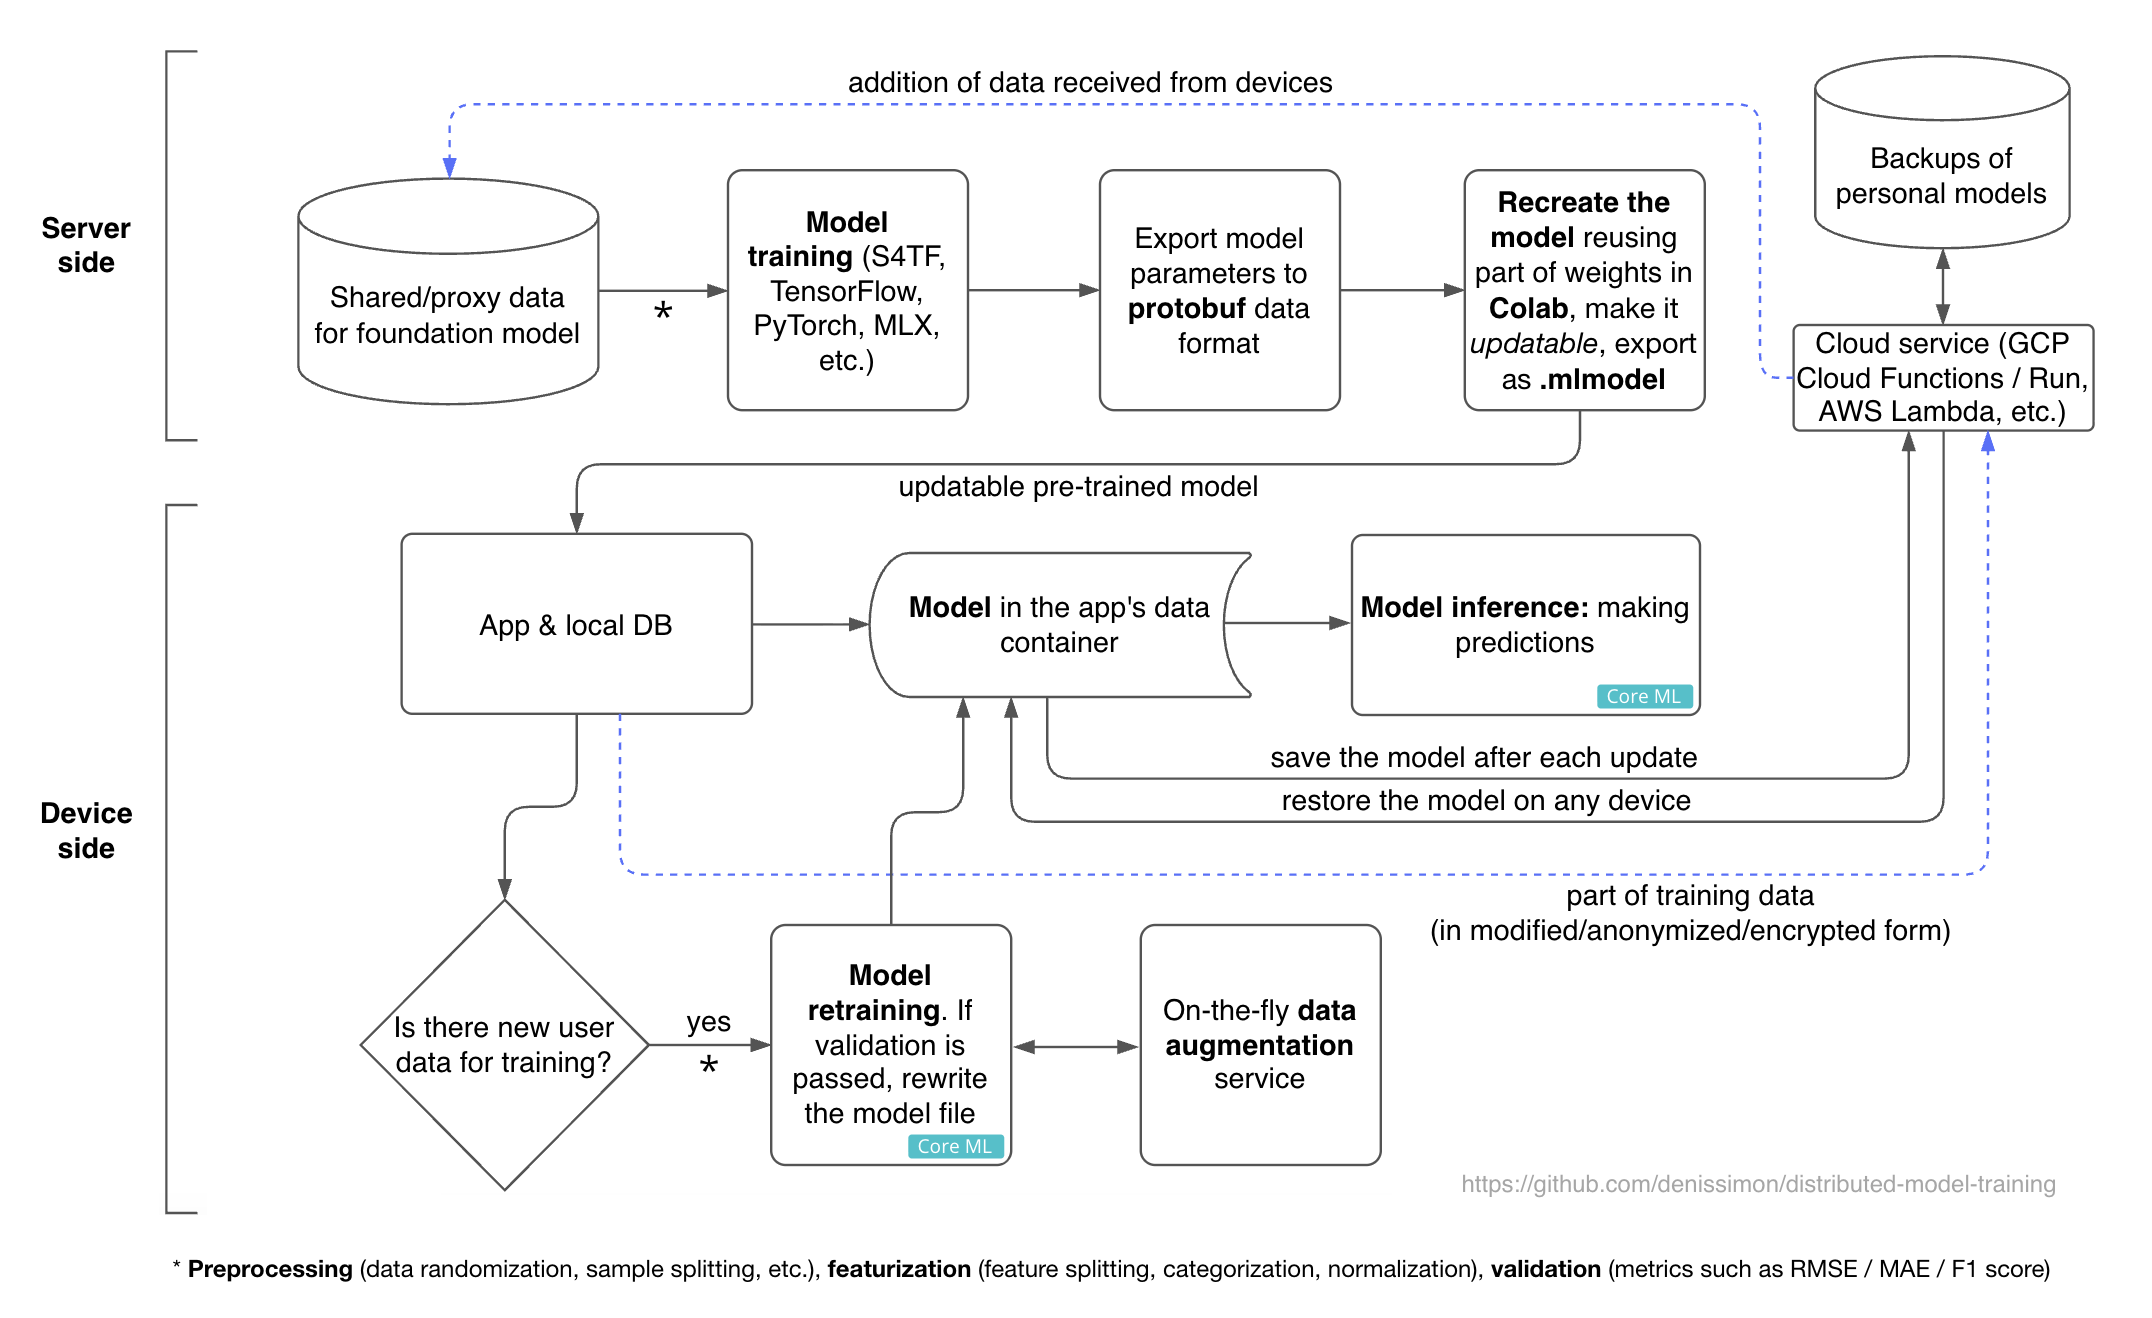 addition of data received from devices
Backups of
personal models
Server
side
Shared/proxy data
for foundation model
*
Model
training (S4TF,
TensorFlow,
PyTorch, MLX,
etc.)
Export model
parameters to
protobuf data
format
Recreate the
model reusing
part of weights in
Colab, make it
updatable, export
as .mlmodel
Cloud service (GCP
Cloud Functions / Run,
AWS Lambda, etc.)
updatable pre-trained model
Device
side
App & local DB
Model in the app's data
container
Model inference: making
predictions
Core ML
save the model after each update
restore the model on any device
part of training data
(in modified/anonymized/encrypted form)
Is there new user
data for training?
yes
*
Model
retraining. If
validation is
passed, rewrite
the model file
Core ML
On-the-fly data
augmentation
service
https://github.com/denissimon/distributed-model-training
* Preprocessing (data randomization, sample splitting, etc.), featurization (feature splitting, categorization, normalization), validation (metrics such as RMSE / MAE / F1 score)